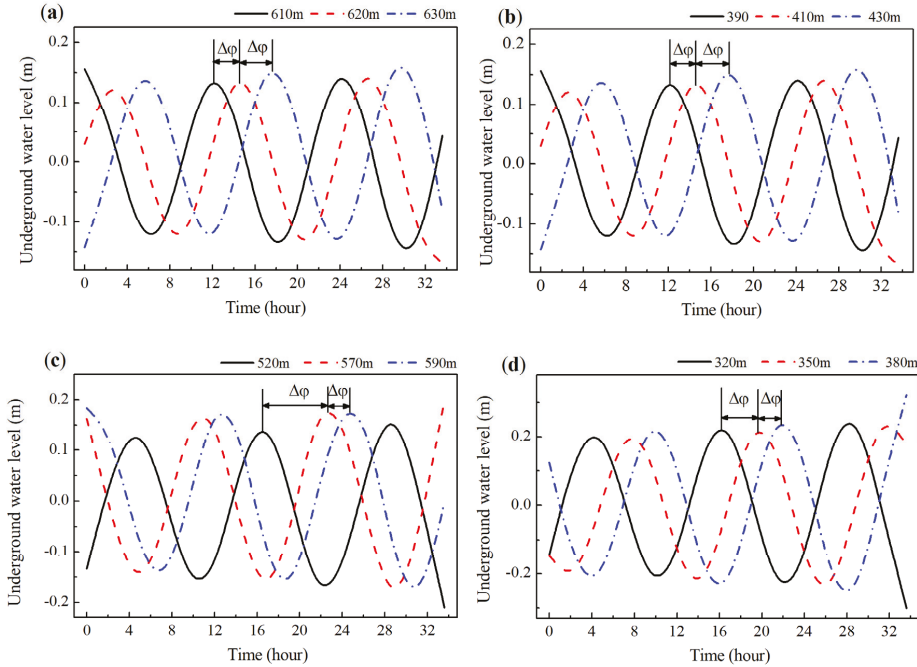 (a)
610m 620m 630m
Δφ Δφ
0.2
0.1
0.0
-0.1
Underground water level (m)
0 4 8 12 16 20 24 28 32
Time (hour)
(b)
390 410m 430m
Δφ Δφ
0.2
0.1
0.0
-0.1
Underground water level (m)
0 4 8 12 16 20 24 28 32
Time (hour)
(c)
520m 570m 590m
Δφ Δφ
0.2
0.1
0.0
-0.1
-0.2
Underground water level (m)
0 4 8 12 16 20 24 28 32
Time (hour)
(d)
320m 350m 380m
Δφ Δφ
0.4
0.2
0.0
-0.2
Underground water level (m)
0 4 8 12 16 20 24 28 32
Time (hour)